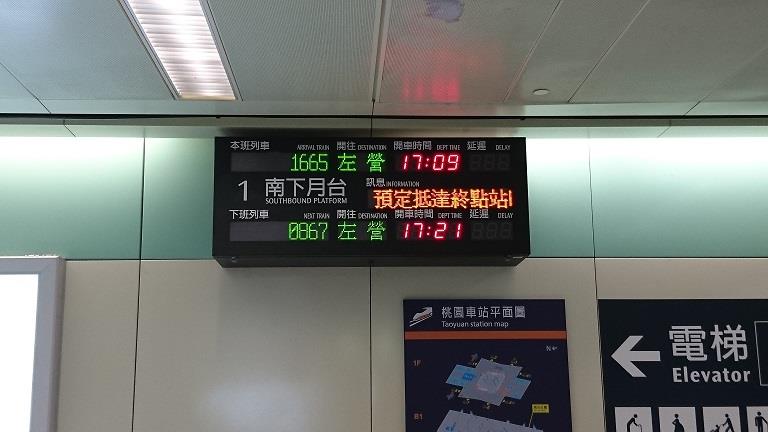 本班列車 ARRIVAL TRAIN 開往 DESTINATION 開車時間 DEPT TIME 延遲 DELAY
1665 左營 17:09
1 南下月台 訊息 INFORMATION
SOUTHBOUND PLATFORM 預定抵達終點站
下班列車 NEXT TRAIN 開往 DESTINATION 開車時間 DEPT TIME 延遲 DELAY
0867 左營 17:21
桃園車站平面圖
Taoyuan station map
1F
B1
電梯
Elevator